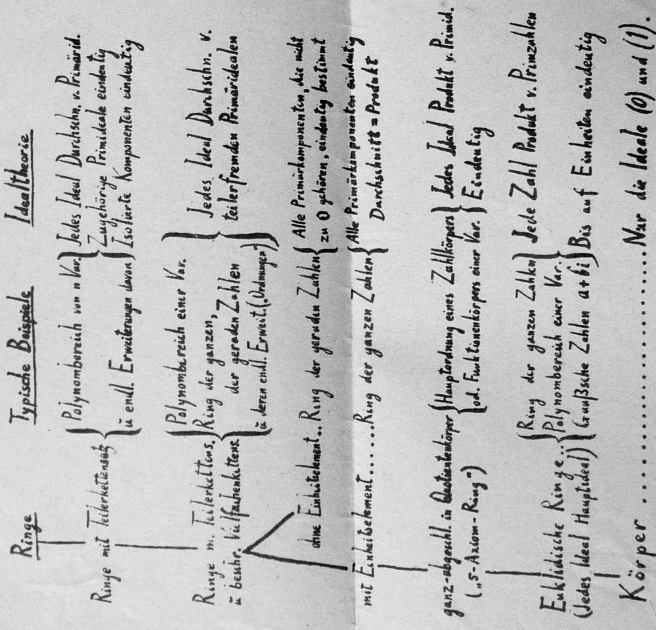 Ringe
Typische Beispiele
Idealtheorie
Ringe mit Teilerkettensatz
Polynombereich von n Var.
u endl. Erweiterungen davon
Jedes Ideal Durchschn. v. Primärid.
Zugehörige Primideale eindeutig
Isolierte Komponenten eindeutig
Ringe m. Teilerkettens.
u beschr. Vielfachenkettens.
Polynombereich einer Var.
Ring der ganzen,
der geraden Zahlen
u deren endl. Erweit. („Ordnungen“)
Jedes Ideal Durchschn. v.
teilerfremden Primäridealen
ohne Einheitselement...Ring der geraden Zahlen
Alle Primärkomponenten, die nicht
zu O gehören, eindeutig bestimmt
mit Einheitselement......Ring der ganzen Zahlen
Alle Primärkomponenten eindeutig
Durchschnitt = Produkt
ganz-abgeschl. in Quotientenkörper
(„5-Axiom-Ring“)
Hauptordnung eines Zahlkörpers
od. Funktionenkörpers einer Var.
Jedes Ideal Produkt v. Primid.
Eindeutig
Euklidische Ringe...
(Jedes Ideal Hauptideal)
Ring der ganzen Zahlen
Polynombereich einer Var.
Gaußsche Zahlen a+bi
Jede Zahl Produkt v. Primzahlen
Bis auf Einheiten eindeutig
Körper ........................ Nur die Ideale (0) und (1).